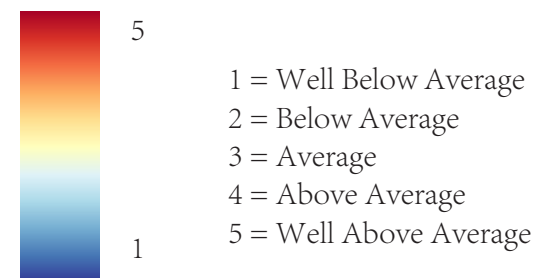 5
1 = Well Below Average
2 = Below Average
3 = Average
4 = Above Average
5 = Well Above Average
1